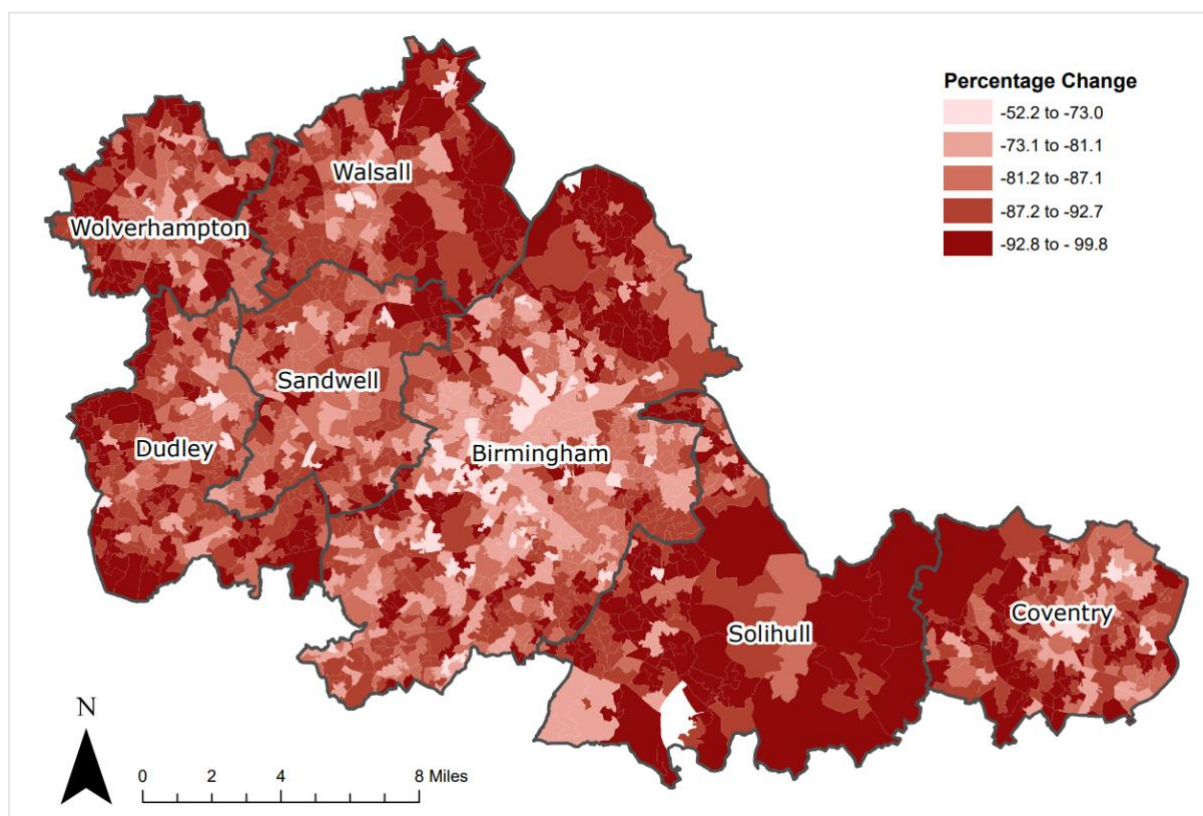 Percentage Change
-52.2 to -73.0
-73.1 to -81.1
-81.2 to -87.1
-87.2 to -92.7
-92.8 to - 99.8
Walsall
Wolverhampton
Sandwell
Dudley
Birmingham
Solihull
Coventry
N
0 2 4 8 Miles